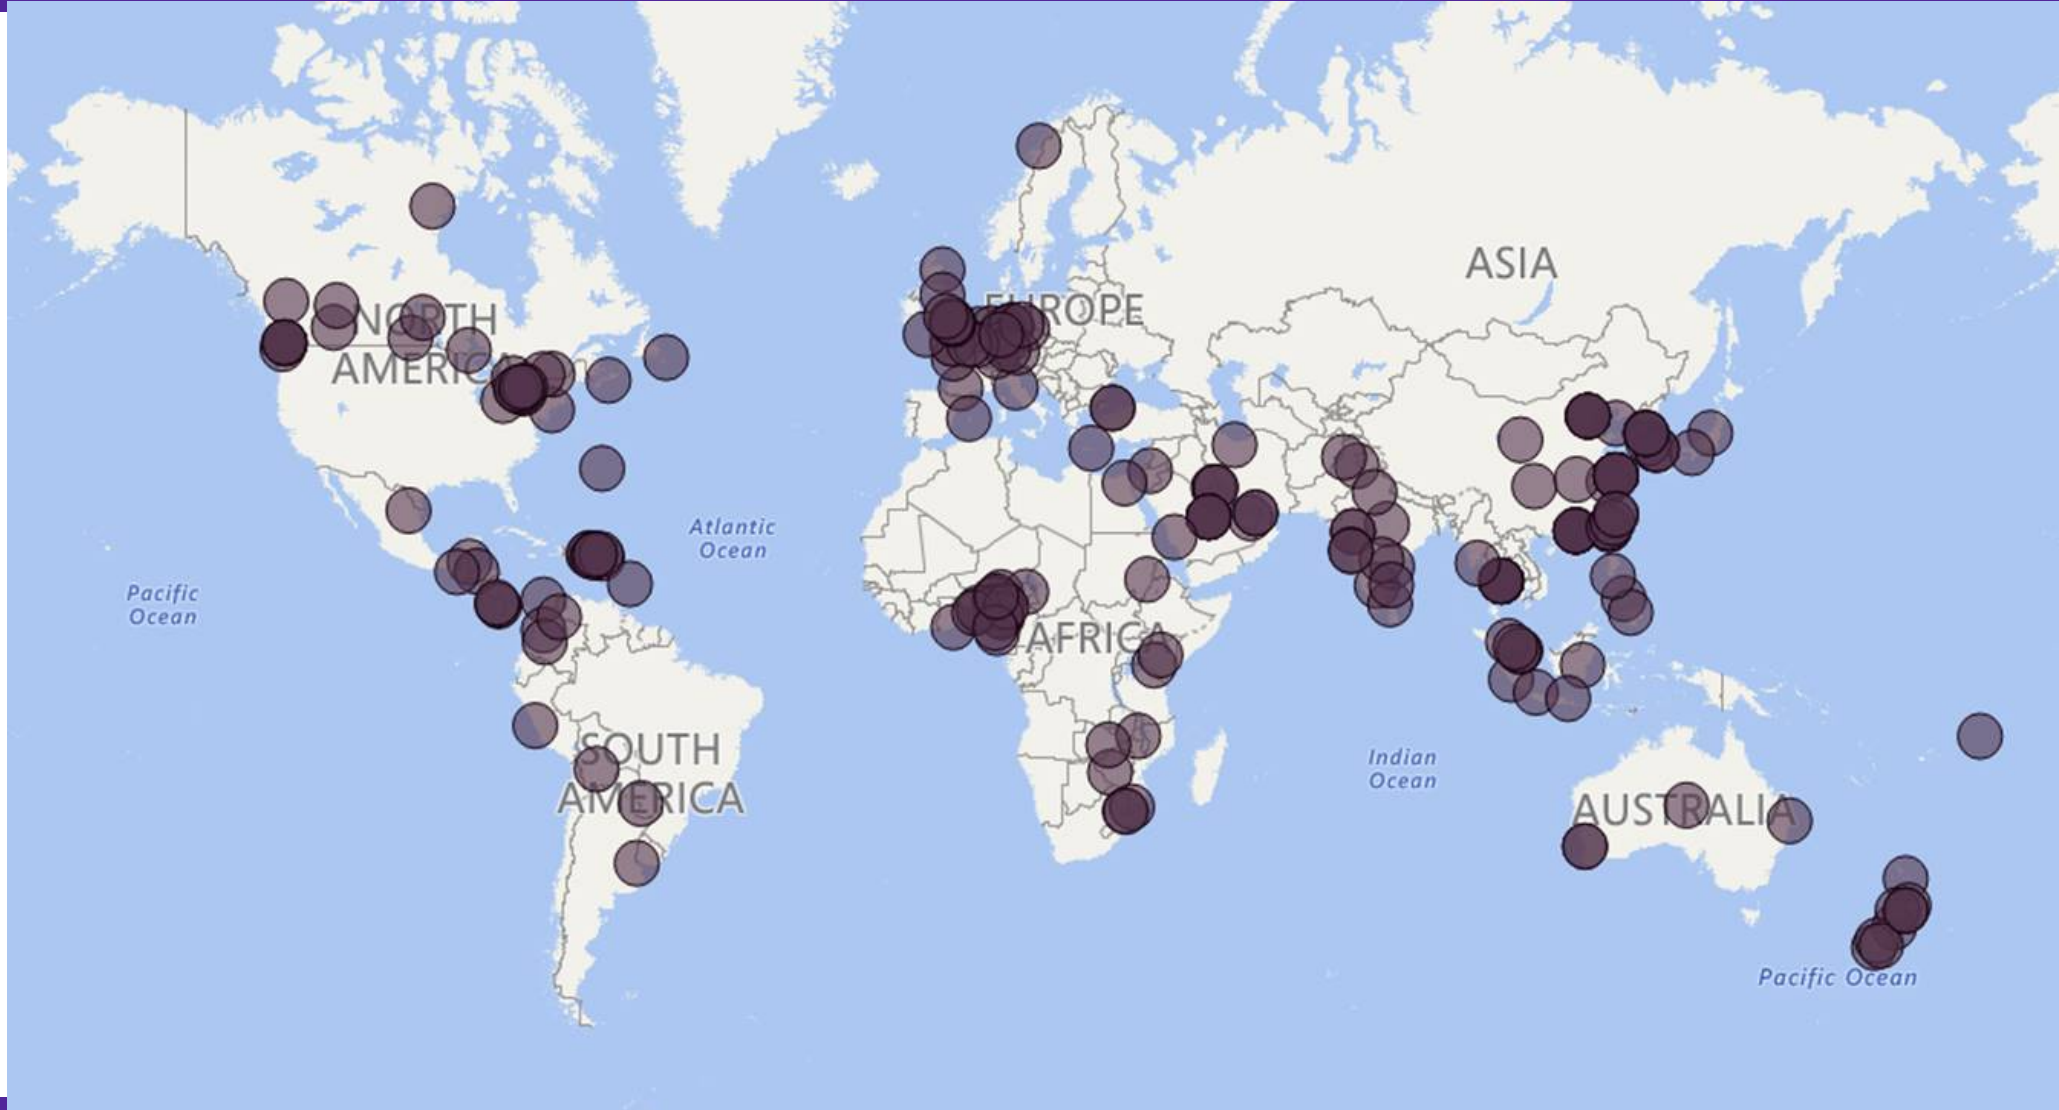 ASIA
EUROPE
NORTH
AMERICA
Atlantic
Ocean
Pacific
Ocean
AFRICA
SOUTH
AMERICA
Indian
Ocean
AUSTRALIA
Pacific Ocean